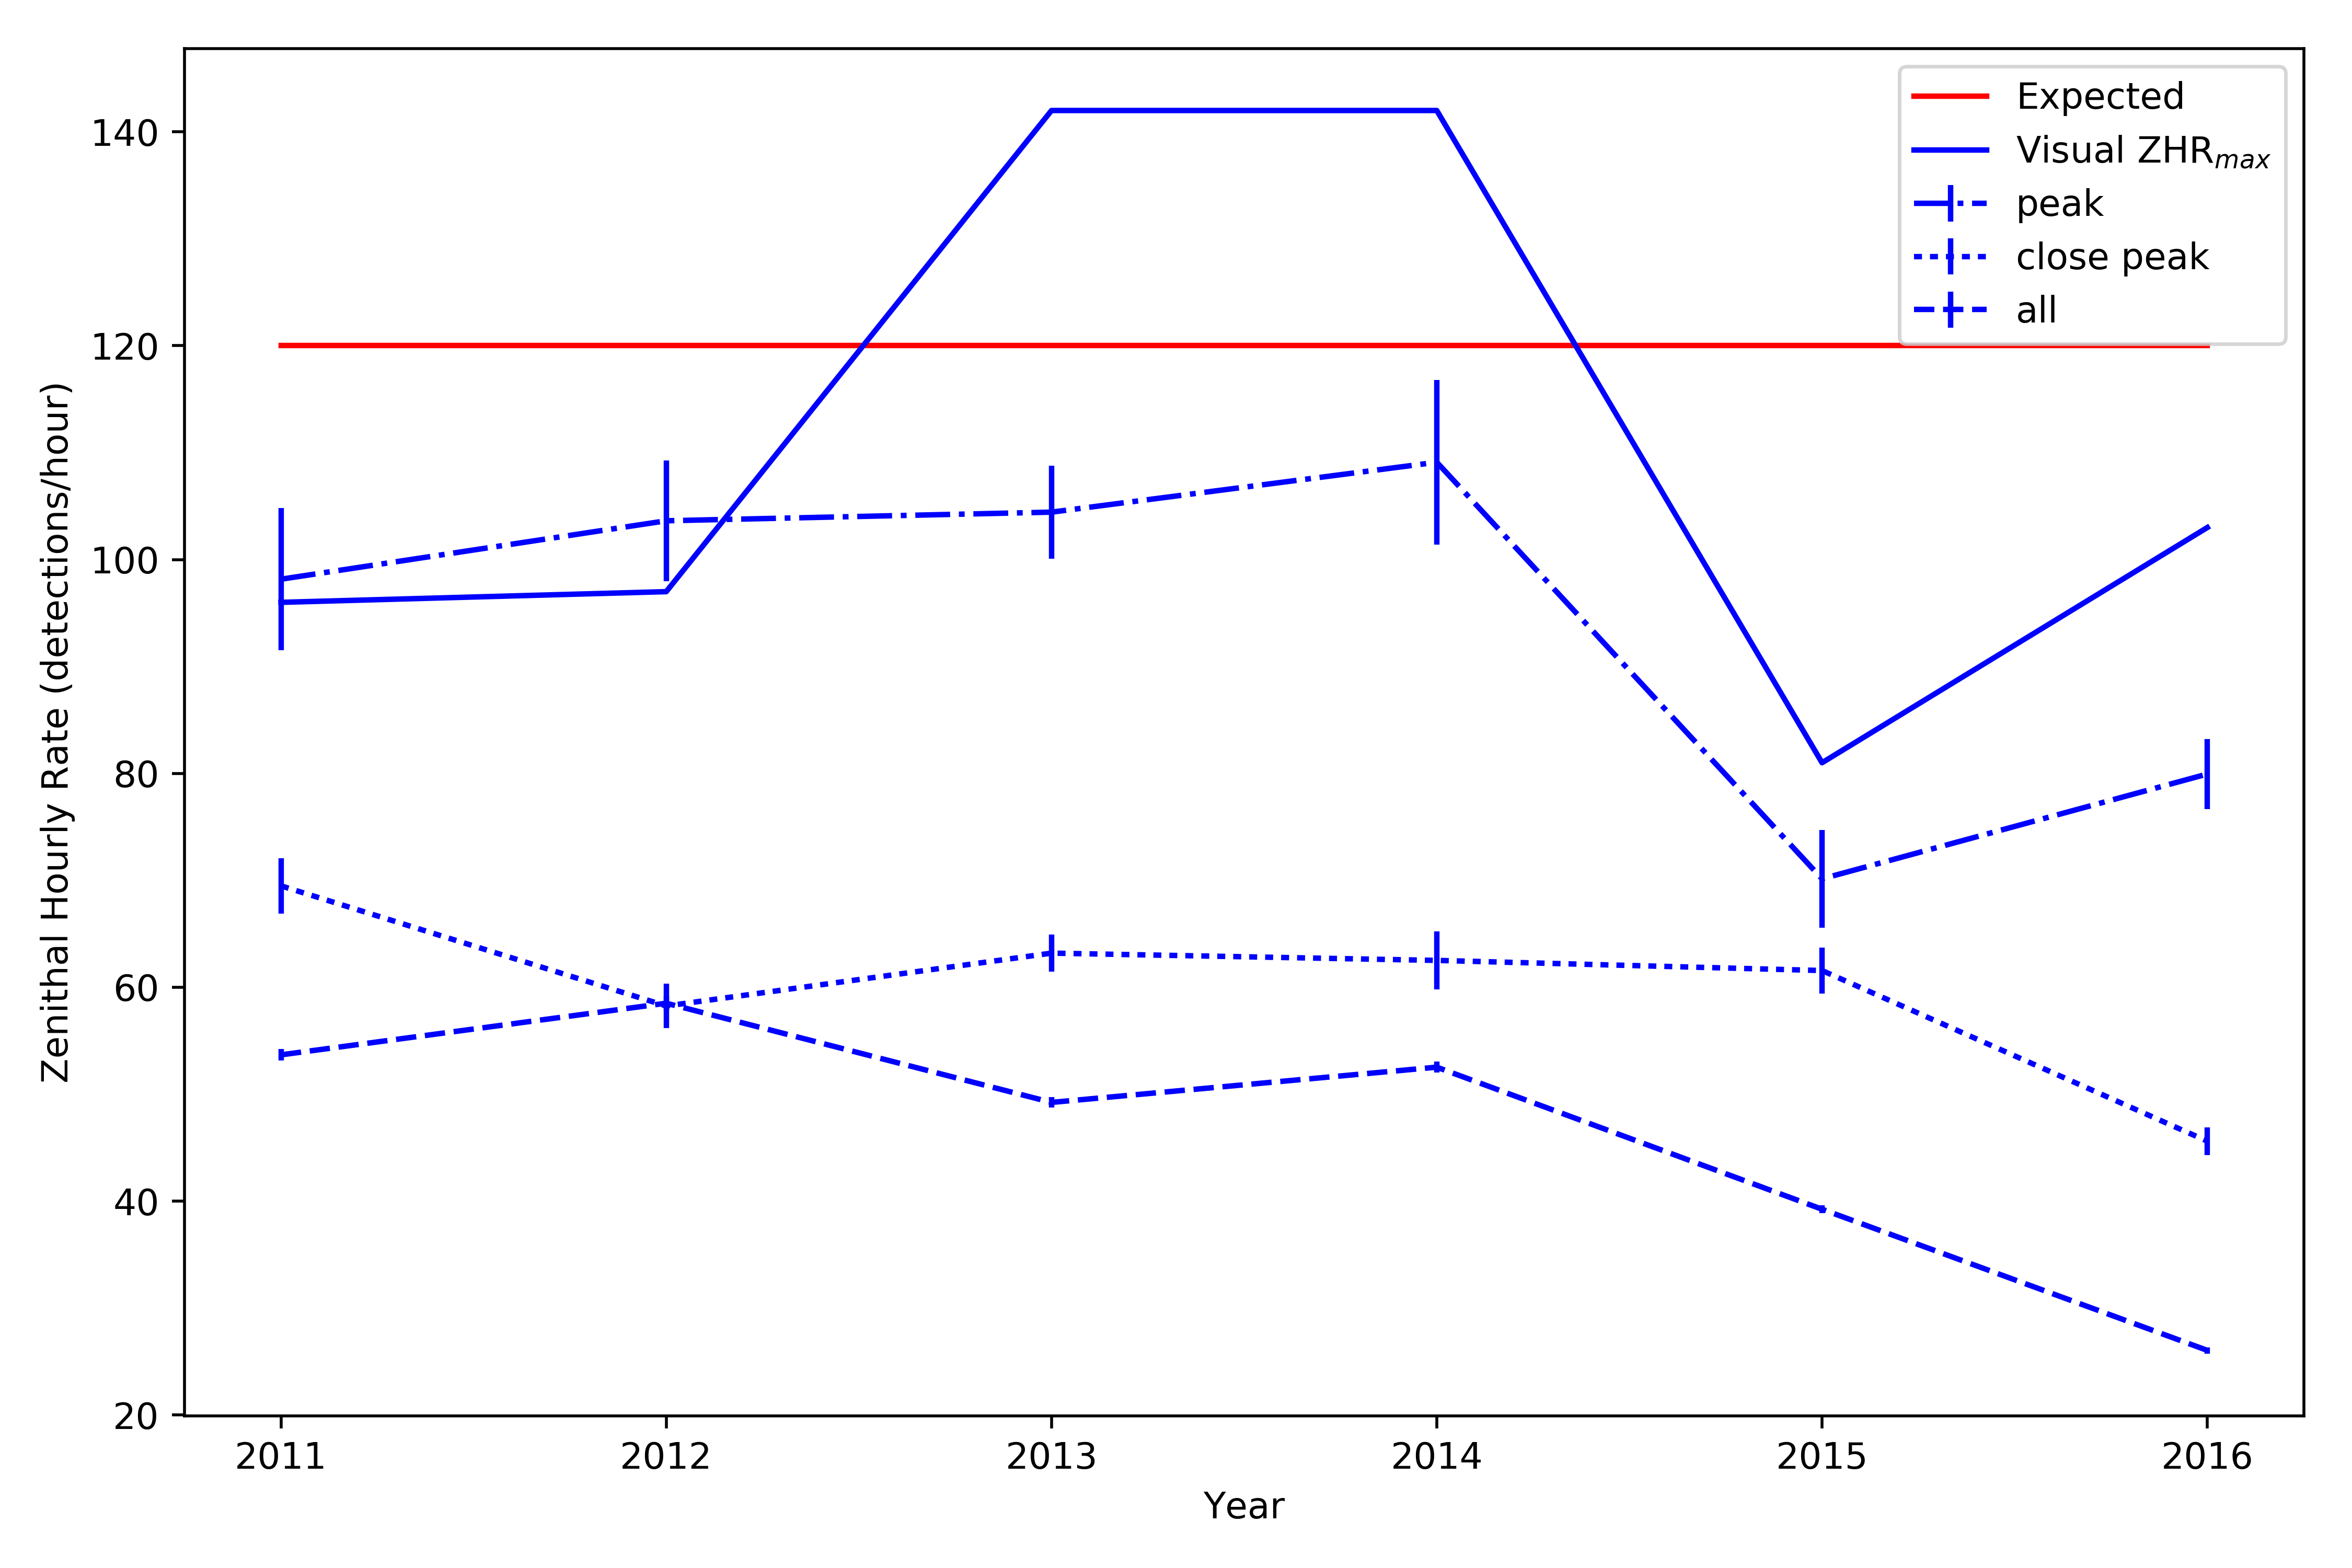 Expected
Visual ZHRmax
peak
close peak
all
140
120
100
80
60
40
20
Zenithal Hourly Rate (detections/hour)
2011 2012 2013 2014 2015 2016
Year